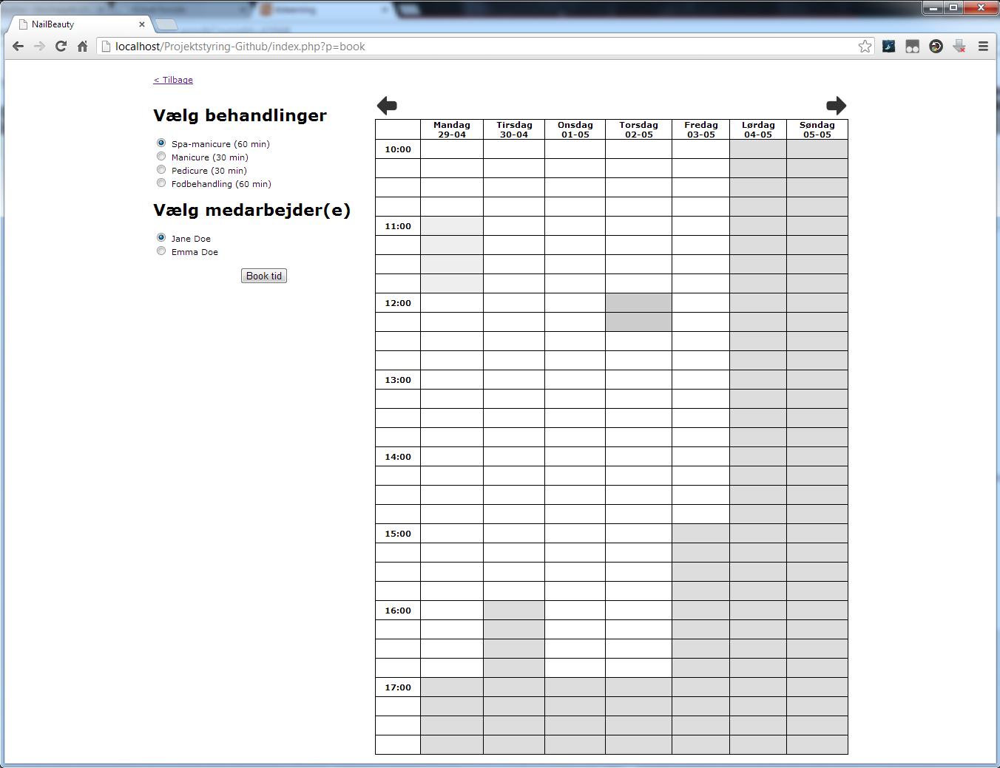 NailBeauty
localhost/Projektstyring-Github/index.php?p=book
< Tilbage
Vælg behandlinger
Spa-manicure (60 min)
Manicure (30 min)
Pedicure (30 min)
Fodbehandling (60 min)
Vælg medarbejder(e)
Jane Doe
Emma Doe
Book tid
Mandag Tirsdag Onsdag Torsdag Fredag Lørdag Søndag
29-04 30-04 01-05 02-05 03-05 04-05 05-05
10:00
11:00
12:00
13:00
14:00
15:00
16:00
17:00